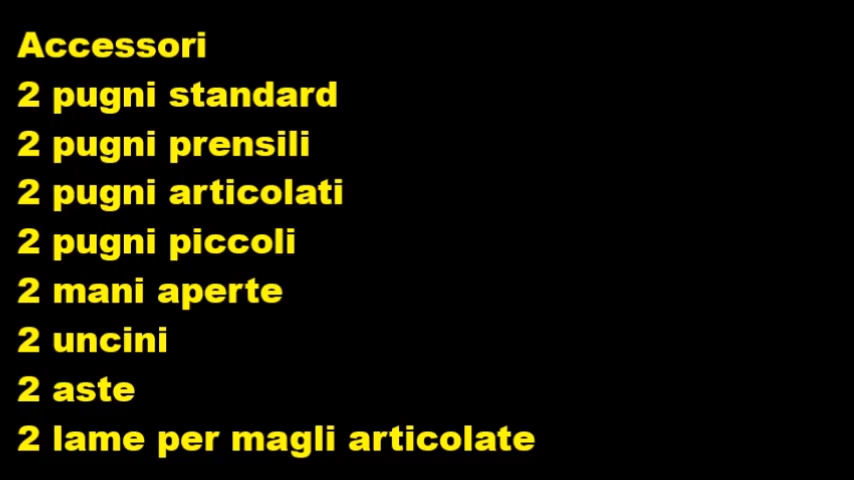 Accessori
2 pugni standard
2 pugni prensili
2 pugni articolati
2 pugni piccoli
2 mani aperte
2 uncini
2 aste
2 lame per magli articolate